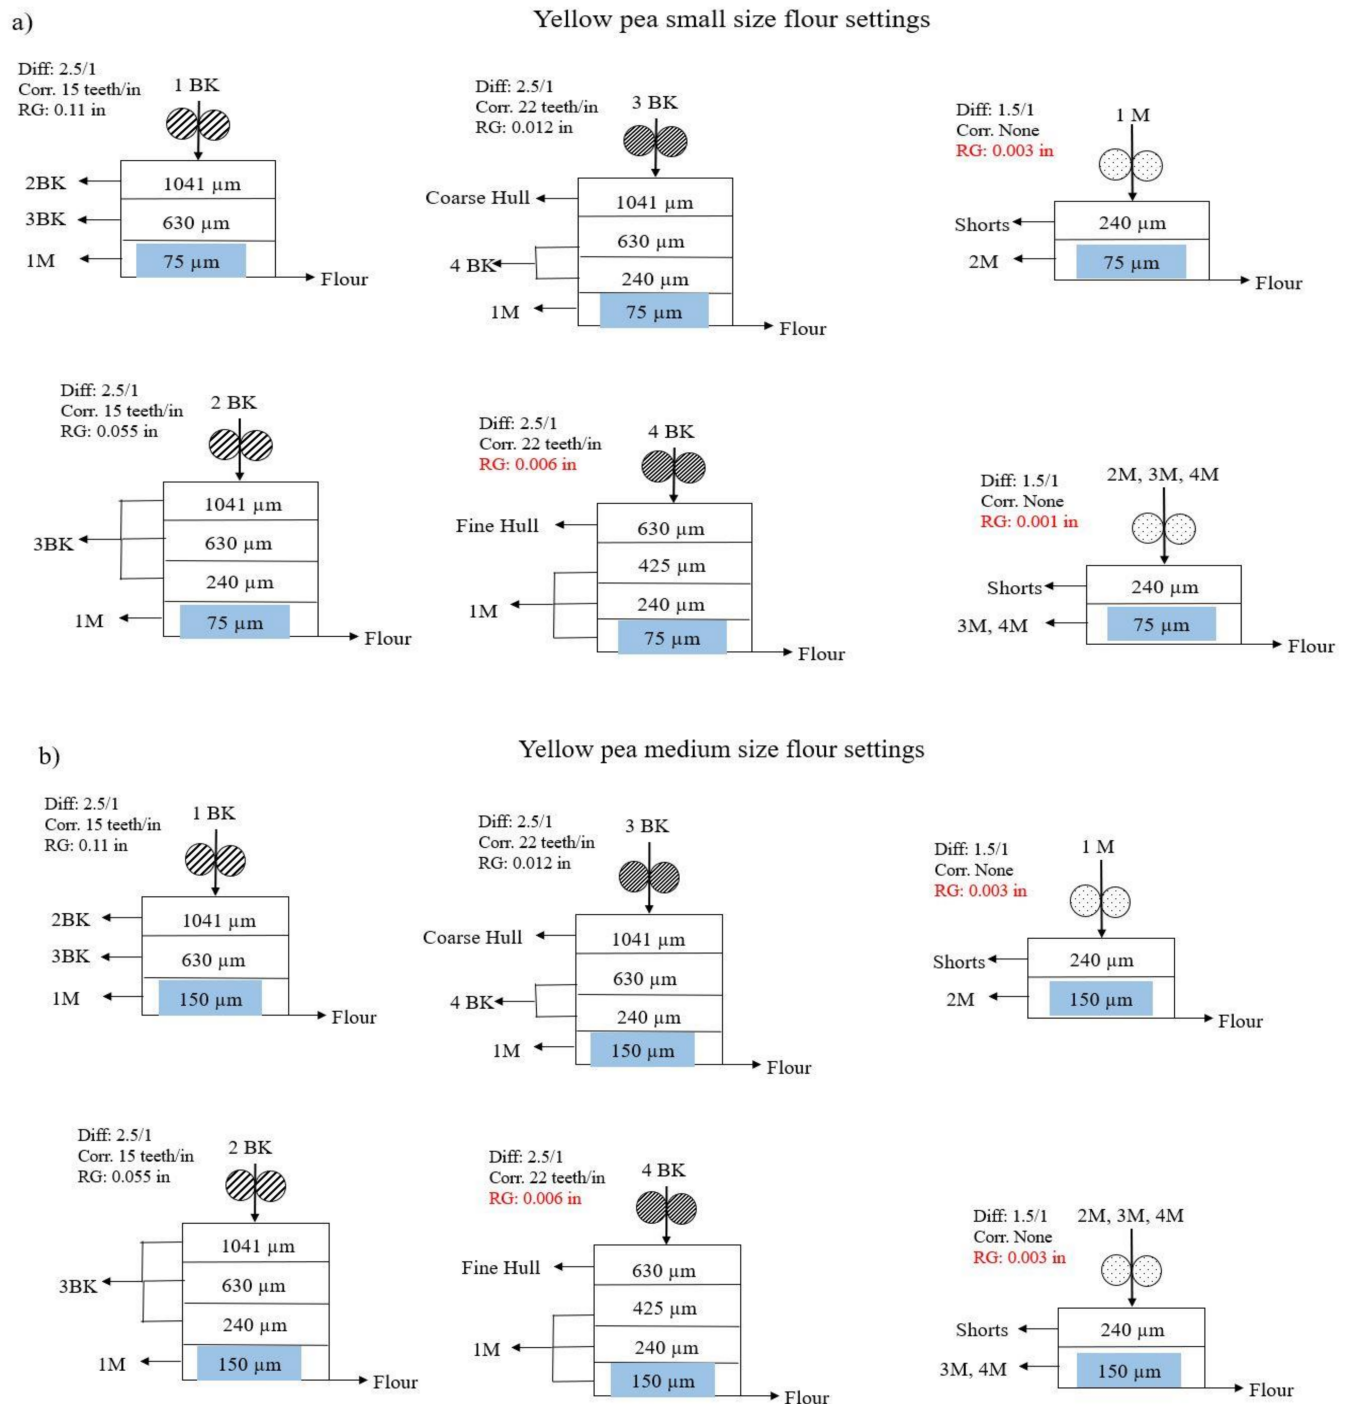 a)
Yellow pea small size flour settings
Diff: 2.5/1
Corr. 15 teeth/in
RG: 0.11 in
1 BK
1041 µm
630 µm
75 µm
2BK
3BK
1M
Flour
Diff: 2.5/1
Corr. 22 teeth/in
RG: 0.012 in
3 BK
1041 µm
630 µm
240 µm
75 µm
Coarse Hull
4 BK
1M
Flour
Diff: 1.5/1
Corr. None
RG: 0.003 in
1 M
240 µm
75 µm
Shorts
2M
Flour
Diff: 2.5/1
Corr. 15 teeth/in
RG: 0.055 in
2 BK
1041 µm
630 µm
240 µm
75 µm
3BK
1M
Flour
Diff: 2.5/1
Corr. 22 teeth/in
RG: 0.006 in
4 BK
630 µm
425 µm
240 µm
75 µm
Fine Hull
1M
Flour
Diff: 1.5/1
Corr. None
RG: 0.001 in
2M, 3M, 4M
240 µm
75 µm
Shorts
3M, 4M
Flour
b)
Yellow pea medium size flour settings
Diff: 2.5/1
Corr. 15 teeth/in
RG: 0.11 in
1 BK
1041 µm
630 µm
150 µm
2BK
3BK
1M
Flour
Diff: 2.5/1
Corr. 22 teeth/in
RG: 0.012 in
3 BK
1041 µm
630 µm
240 µm
150 µm
Coarse Hull
4 BK
1M
Flour
Diff: 1.5/1
Corr. None
RG: 0.003 in
1 M
240 µm
150 µm
Shorts
2M
Flour
Diff: 2.5/1
Corr. 15 teeth/in
RG: 0.055 in
2 BK
1041 µm
630 µm
240 µm
150 µm
3BK
1M
Flour
Diff: 2.5/1
Corr. 22 teeth/in
RG: 0.006 in
4 BK
630 µm
425 µm
240 µm
150 µm
Fine Hull
1M
Flour
Diff: 1.5/1
Corr. None
RG: 0.003 in
2M, 3M, 4M
240 µm
150 µm
Shorts
3M, 4M
Flour